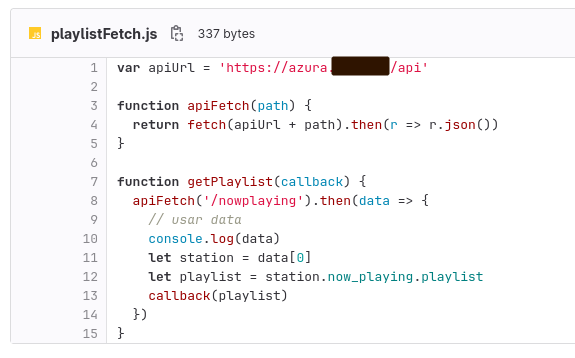 JS playlistFetch.js 337 bytes
1 var apiUrl = 'https://azura. /api'
2
3 function apiFetch(path) {
4   return fetch(apiUrl + path).then(r => r.json())
5 }
6
7 function getPlaylist(callback) {
8   apiFetch('/nowplaying').then(data => {
9     // usar data
10     console.log(data)
11     let station = data[0]
12     let playlist = station.now_playing.playlist
13     callback(playlist)
14   })
15 }